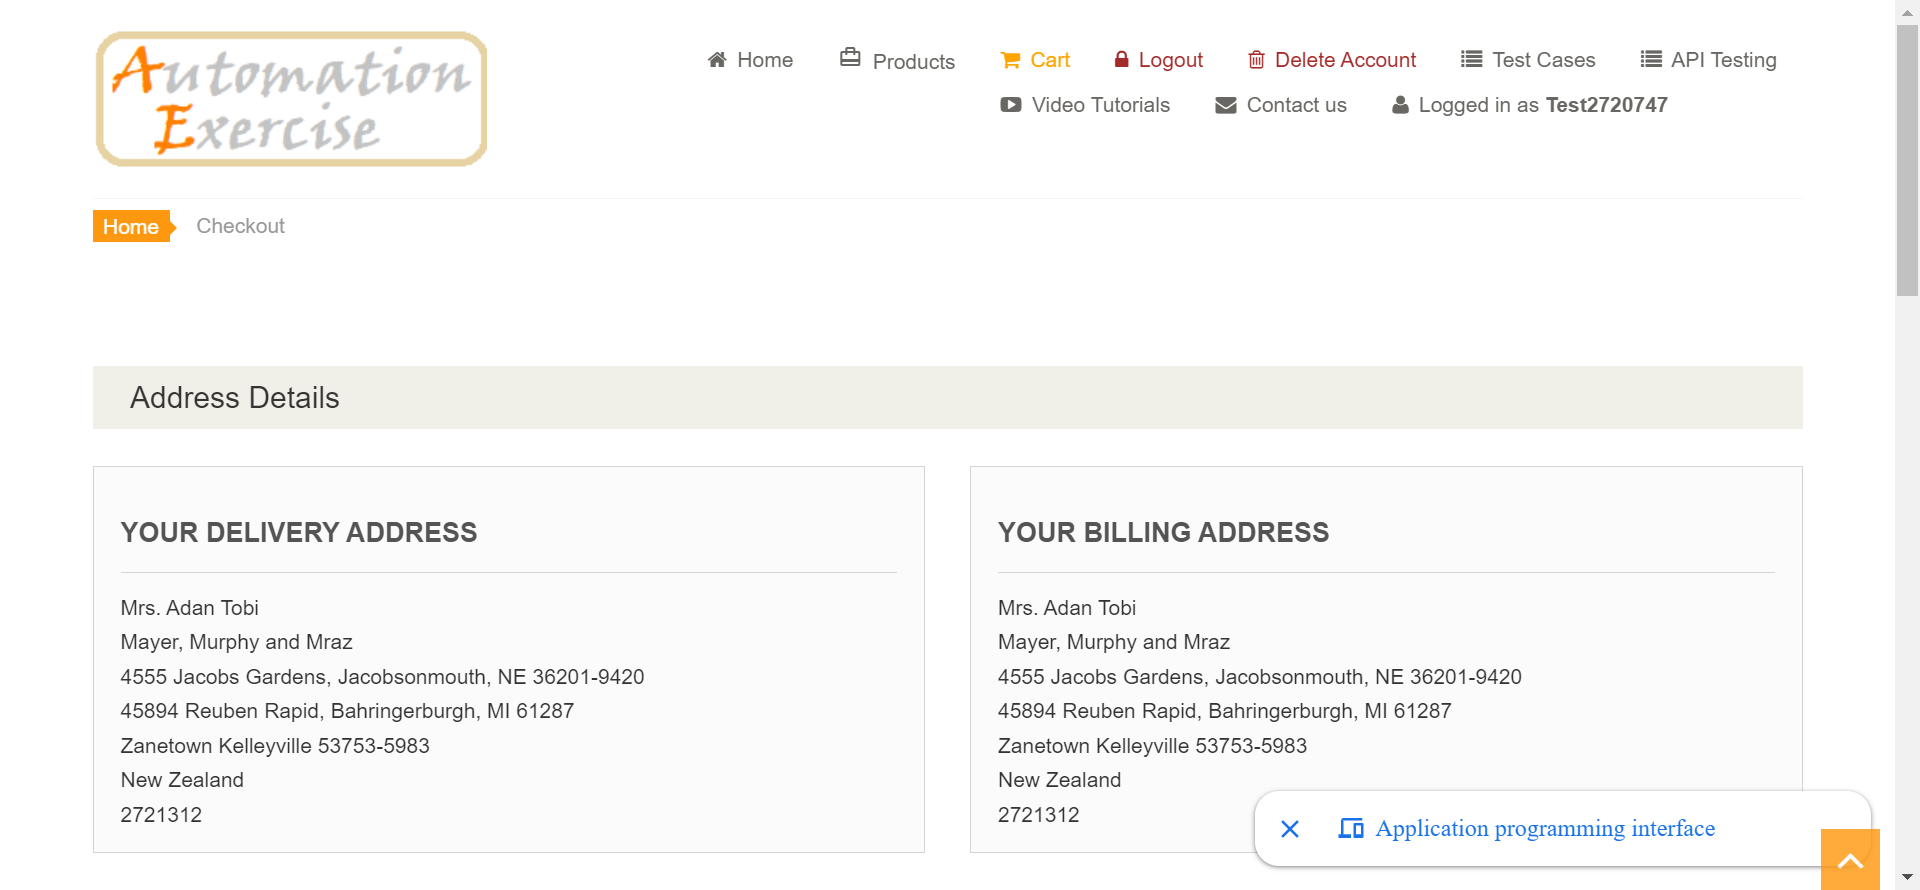 Automation
Exercise
Home
Products
Cart
Logout
Delete Account
Test Cases
API Testing
Video Tutorials
Contact us
Logged in as Test2720747
Home
Checkout
Address Details
YOUR DELIVERY ADDRESS
Mrs. Adan Tobi
Mayer, Murphy and Mraz
4555 Jacobs Gardens, Jacobsonmouth, NE 36201-9420
45894 Reuben Rapid, Bahringerburgh, MI 61287
Zanetown Kelleyville 53753-5983
New Zealand
2721312
YOUR BILLING ADDRESS
Mrs. Adan Tobi
Mayer, Murphy and Mraz
4555 Jacobs Gardens, Jacobsonmouth, NE 36201-9420
45894 Reuben Rapid, Bahringerburgh, MI 61287
Zanetown Kelleyville 53753-5983
New Zealand
2721312
Application programming interface